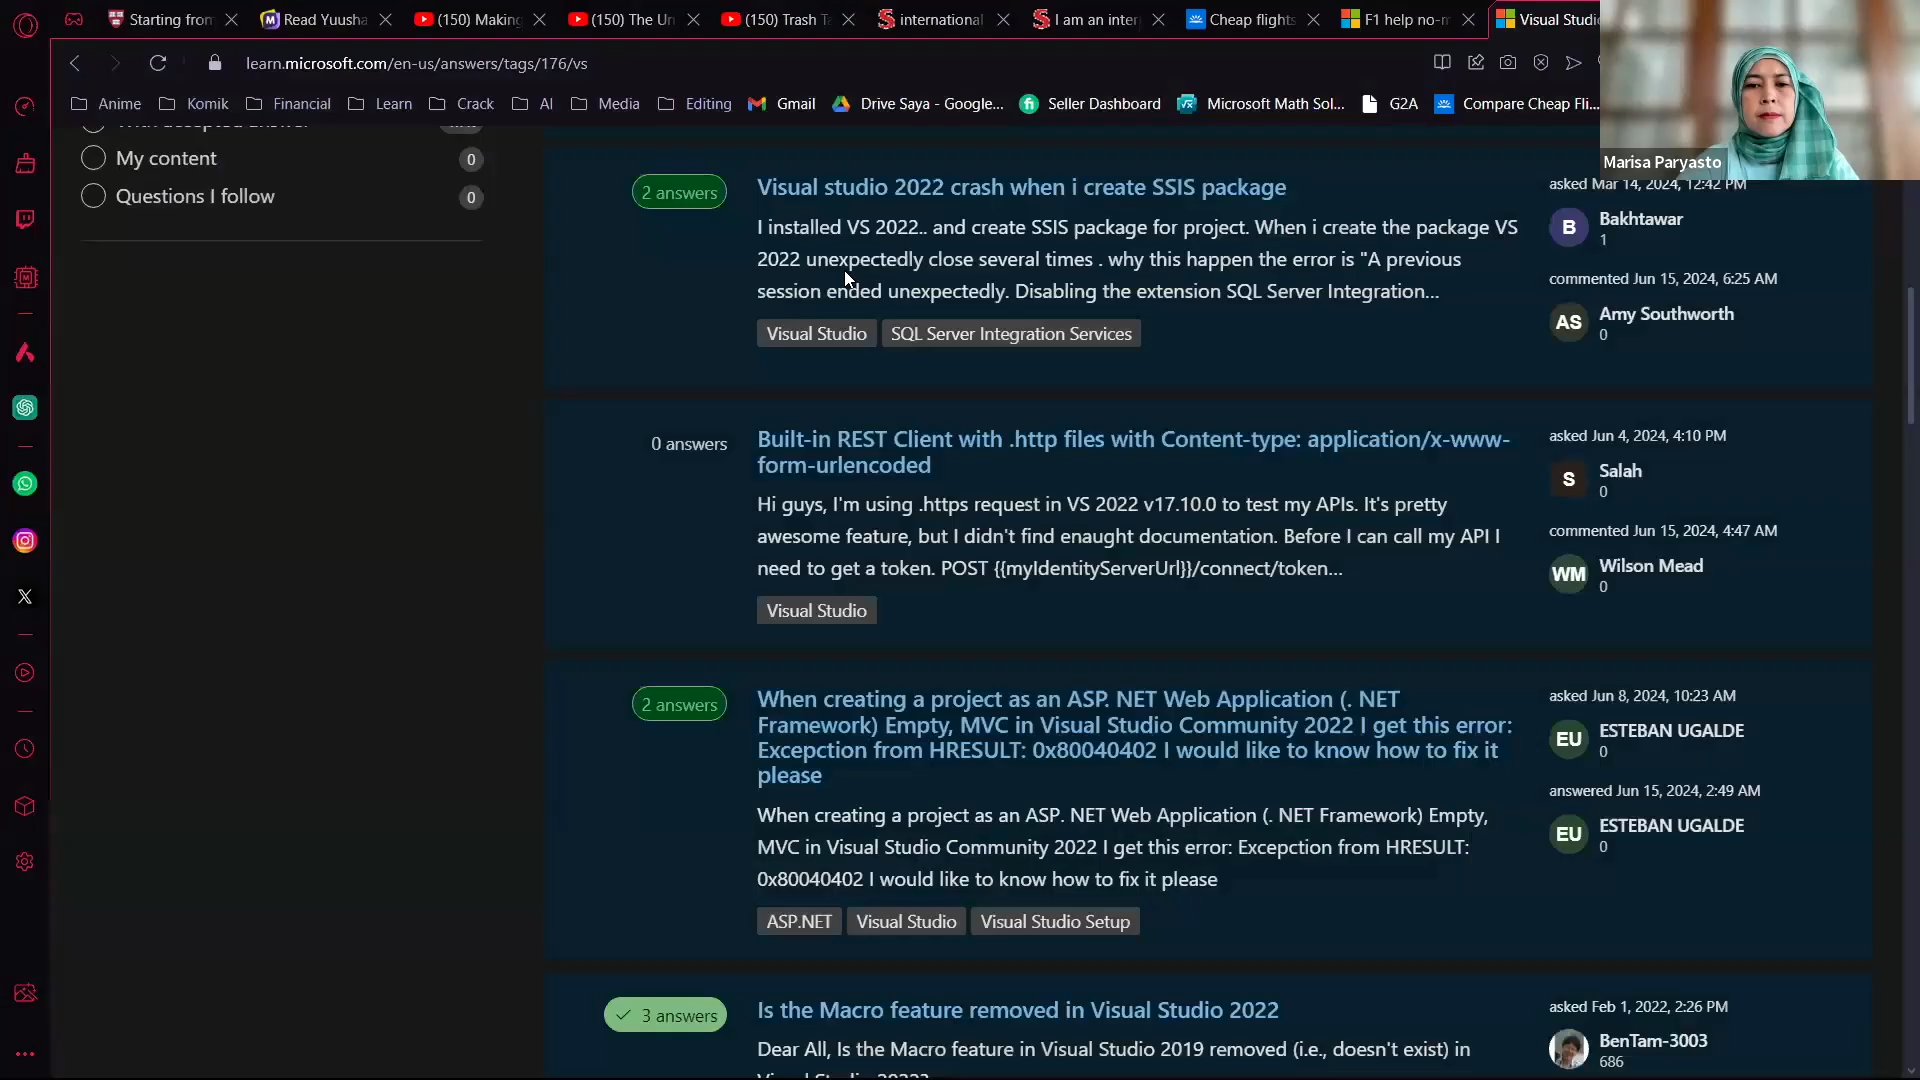 Starting from
Read Yuusha
(150) Making
(150) The Un
(150) Trash T
international
I am an inter
Cheap flights
F1 help no-m
Visual Studi
learn.microsoft.com/en-us/answers/tags/176/vs
Anime
Komik
Financial
Learn
Crack
AI
Media
Editing
Gmail
Drive Saya - Google...
Seller Dashboard
Microsoft Math Sol...
G2A
Compare Cheap Fli...
Marisa Paryasto
With accepted answer
My content
0
Questions I follow
0
2 answers
Visual studio 2022 crash when i create SSIS package
I installed VS 2022.. and create SSIS package for project. When i create the package VS
2022 unexpectedly close several times . why this happen the error is "A previous
session ended unexpectedly. Disabling the extension SQL Server Integration...
Visual Studio
SQL Server Integration Services
asked Mar 14, 2024, 12:42 PM
B
Bakhtawar
1
commented Jun 15, 2024, 6:25 AM
AS
Amy Southworth
0
0 answers
Built-in REST Client with .http files with Content-type: application/x-www-
form-urlencoded
Hi guys, I'm using .https request in VS 2022 v17.10.0 to test my APIs. It's pretty
awesome feature, but I didn't find enaught documentation. Before I can call my API I
need to get a token. POST {{myIdentityServerUrl}}/connect/token...
Visual Studio
asked Jun 4, 2024, 4:10 PM
S
Salah
0
commented Jun 15, 2024, 4:47 AM
WM
Wilson Mead
0
2 answers
When creating a project as an ASP. NET Web Application (. NET
Framework) Empty, MVC in Visual Studio Community 2022 I get this error:
Excepction from HRESULT: 0x80040402 I would like to know how to fix it
please
When creating a project as an ASP. NET Web Application (. NET Framework) Empty,
MVC in Visual Studio Community 2022 I get this error: Excepction from HRESULT:
0x80040402 I would like to know how to fix it please
ASP.NET
Visual Studio
Visual Studio Setup
asked Jun 8, 2024, 10:23 AM
EU
ESTEBAN UGALDE
0
answered Jun 15, 2024, 2:49 AM
EU
ESTEBAN UGALDE
0
3 answers
Is the Macro feature removed in Visual Studio 2022
Dear All, Is the Macro feature in Visual Studio 2019 removed (i.e., doesn't exist) in
Visual Studio 2022?
asked Feb 1, 2022, 2:26 PM
BenTam-3003
686